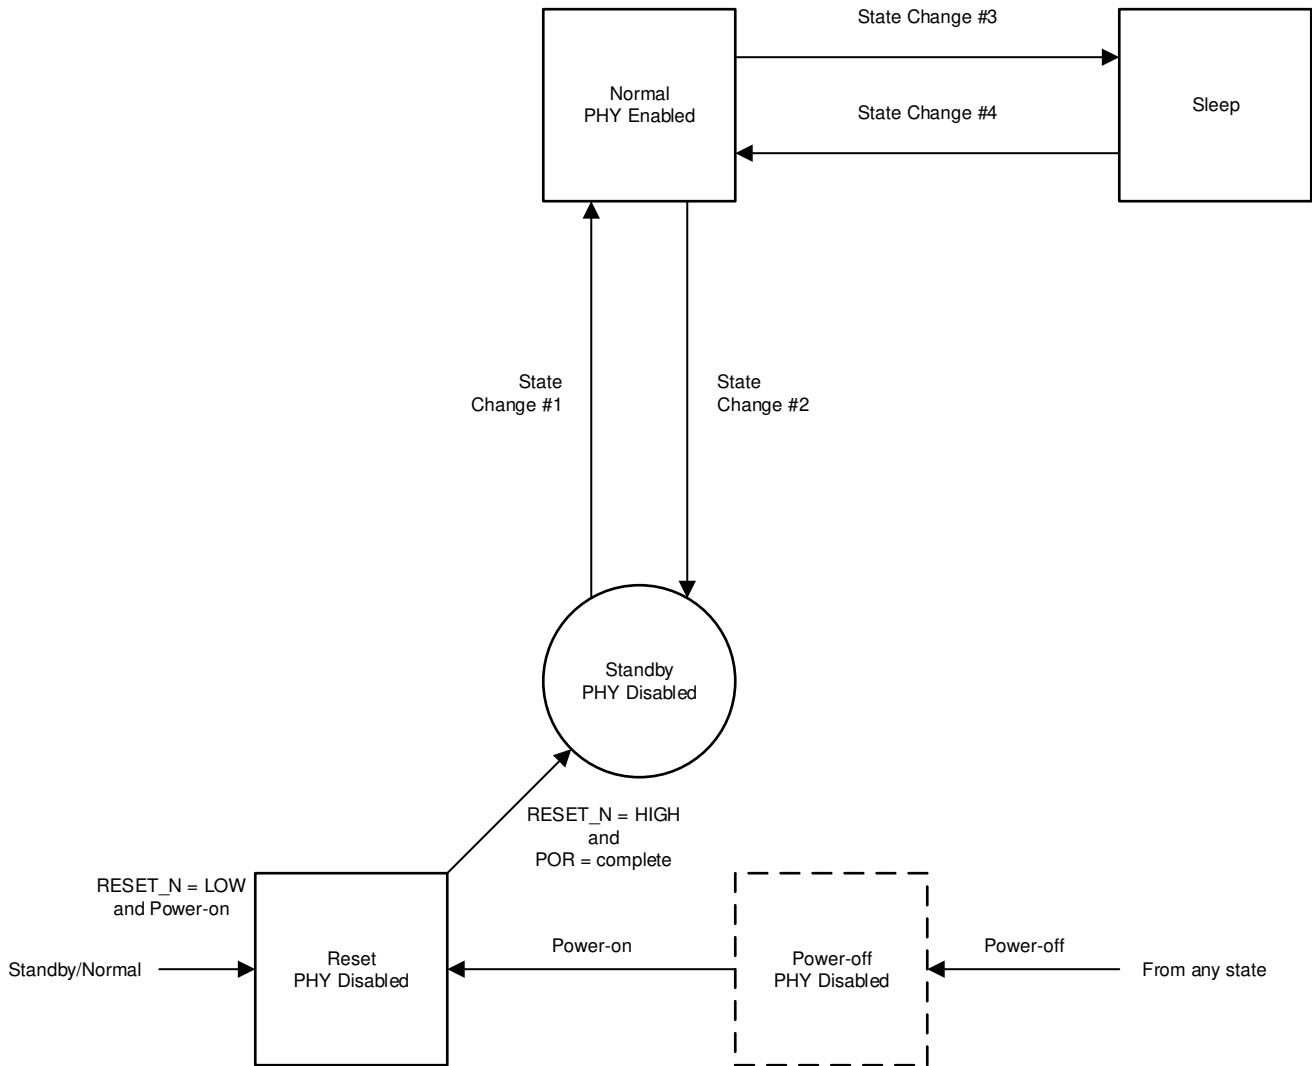 State Change #3
Normal
PHY Enabled
Sleep
State Change #4
State
Change #1
State
Change #2
Standby
PHY Disabled
RESET_N = HIGH
and
POR = complete
RESET_N = LOW
and Power-on
Standby/Normal
Reset
PHY Disabled
Power-on
Power-off
PHY Disabled
Power-off
From any state